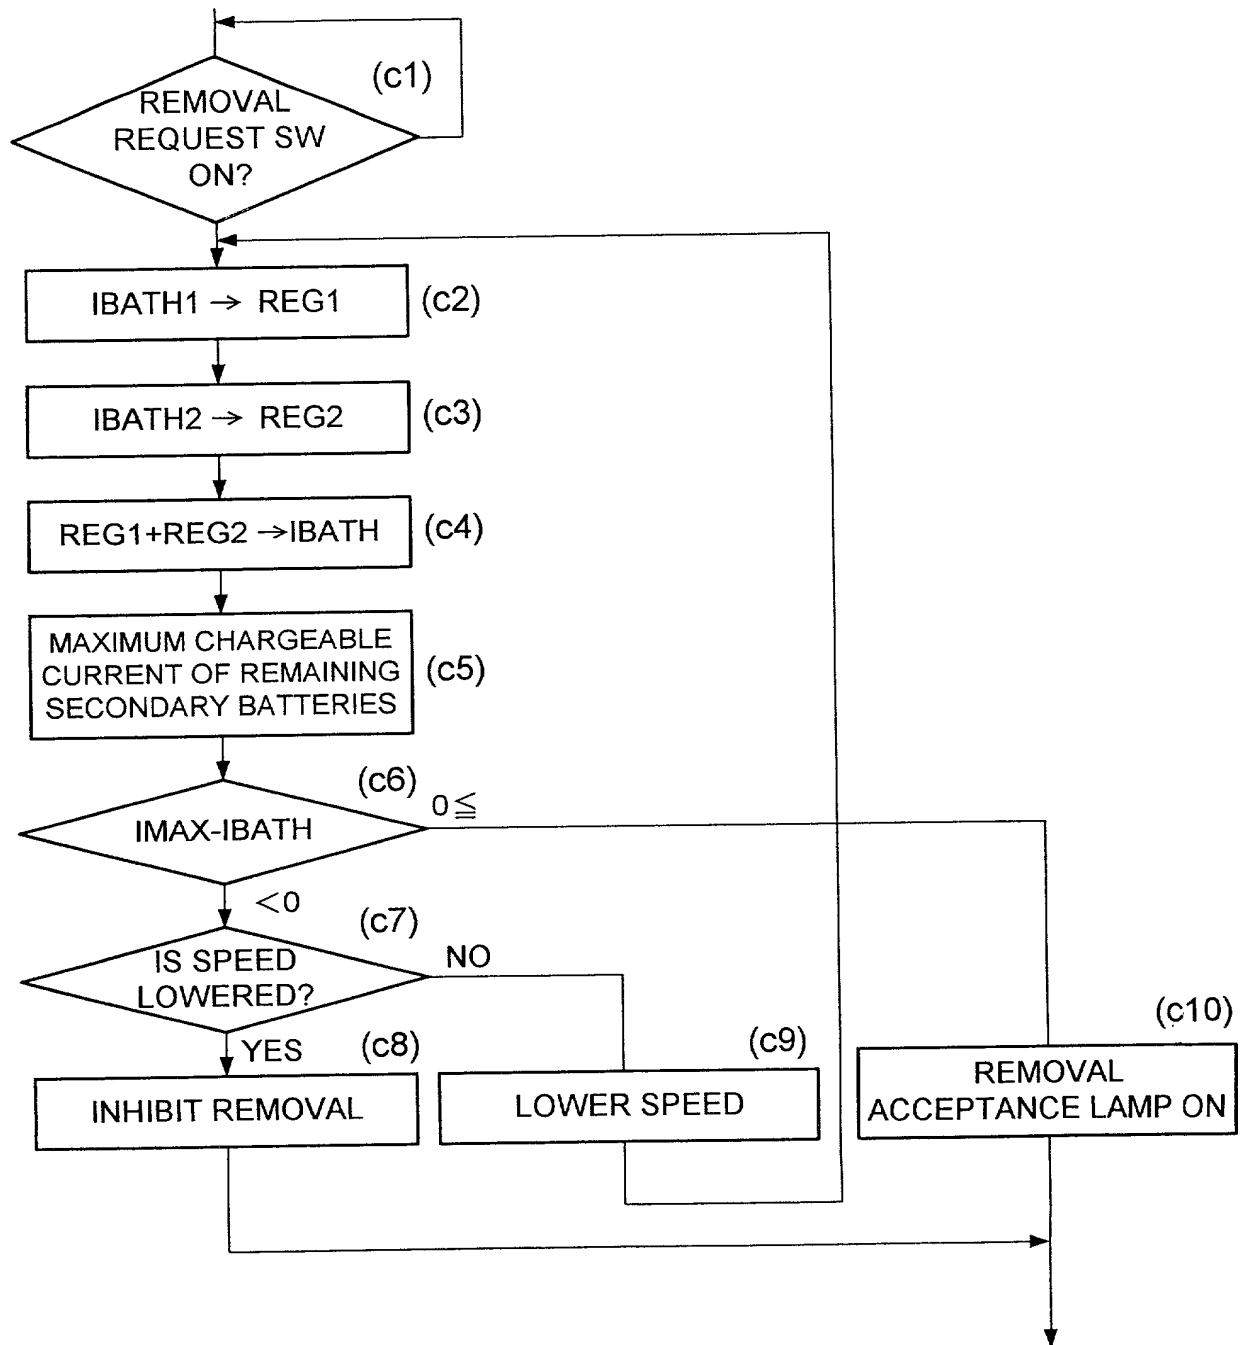 (c1)
REMOVAL
REQUEST SW
ON?
IBATH1 → REG1
(c2)
IBATH2 → REG2
(c3)
REG1+REG2 →IBATH
(c4)
MAXIMUM CHARGEABLE
CURRENT OF REMAINING
SECONDARY BATTERIES
(c5)
(c6)
IMAX-IBATH
0≦
<0
(c7)
IS SPEED
LOWERED?
NO
YES
(c8)
INHIBIT REMOVAL
(c9)
LOWER SPEED
(c10)
REMOVAL
ACCEPTANCE LAMP ON